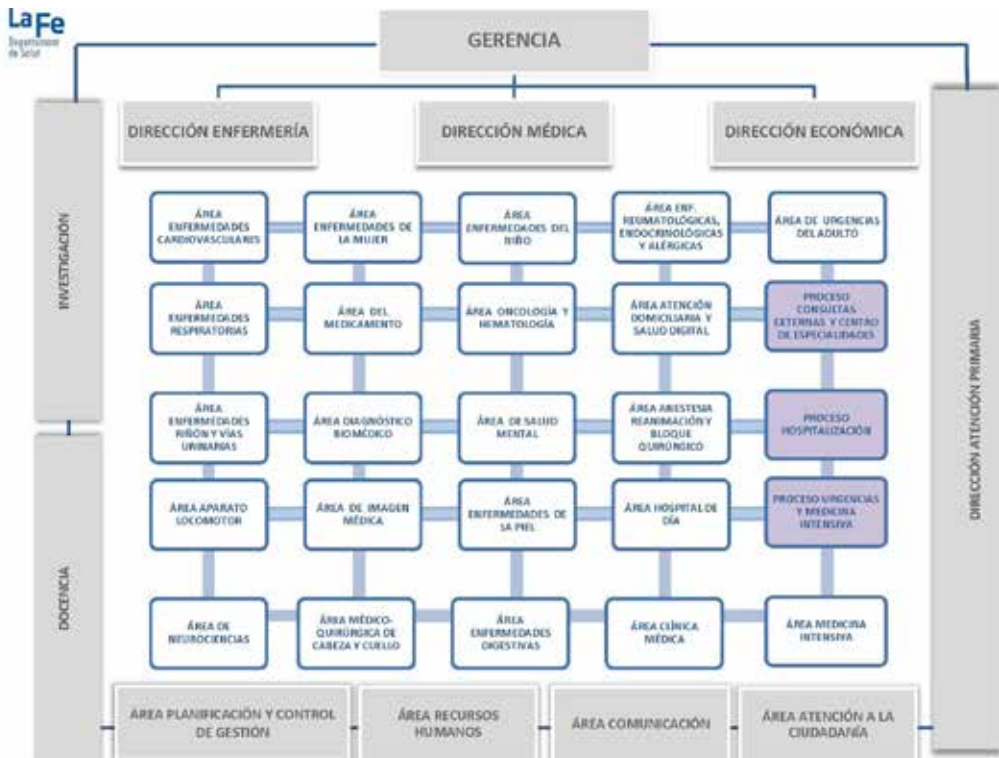 LaFe
Departament
de Salut
GERENCIA
DIRECCIÓN ENFERMERÍA
DIRECCIÓN MÉDICA
DIRECCIÓN ECONÓMICA
INVESTIGACIÓN
DOCENCIA
DIRECCIÓN ATENCIÓN PRIMARIA
ÁREA
ENFERMEDADES
CARDIOVASCULARES
ÁREA
ENFERMEDADES DE
LA MUJER
ÁREA
ENFERMEDADES DEL
NIÑO
ÁREA ENF.
REUMATOLÓGICAS,
ENDOCRINOLÓGICAS
Y ALÉRGICAS
ÁREA DE URGENCIAS
DEL ADULTO
ÁREA
ENFERMEDADES
RESPIRATORIAS
ÁREA DEL
MEDICAMENTO
ÁREA ONCOLOGÍA Y
HEMATOLOGÍA
ÁREA ATENCIÓN
DOMICILIARIA Y
SALUD DIGITAL
PROCESO
CONSULTAS
EXTERNAS Y CENTRO
DE ESPECIALIDADES
ÁREA
ENFERMEDADES
RIÑÓN Y VÍAS
URINARIAS
ÁREA DIAGNÓSTICO
BIOMÉDICO
ÁREA DE SALUD
MENTAL
ÁREA ANESTESIA
REANIMACIÓN Y
BLOQUE
QUIRÚRGICO
PROCESO
HOSPITALIZACIÓN
ÁREA APARATO
LOCOMOTOR
ÁREA DE IMAGEN
MÉDICA
ÁREA
ENFERMEDADES DE
SA PIEL
ÁREA HOSPITAL DE
DÍA
PROCESO URGENCIAS
Y MEDICINA
INTENSIVA
ÁREA DE
NEUROCIENCIAS
ÁREA MÉDICO-
QUIRÚRGICA DE
CABEZA Y CUELLO
ÁREA
ENFERMEDADES
DIGESTIVAS
ÁREA CLÍNICA
MÉDICA
ÁREA MEDICINA
INTENSIVA
ÁREA PLANIFICACIÓN Y CONTROL
DE GESTIÓN
ÁREA RECURSOS
HUMANOS
ÁREA COMUNICACIÓN
ÁREA ATENCIÓN A LA
CIUDADANÍA